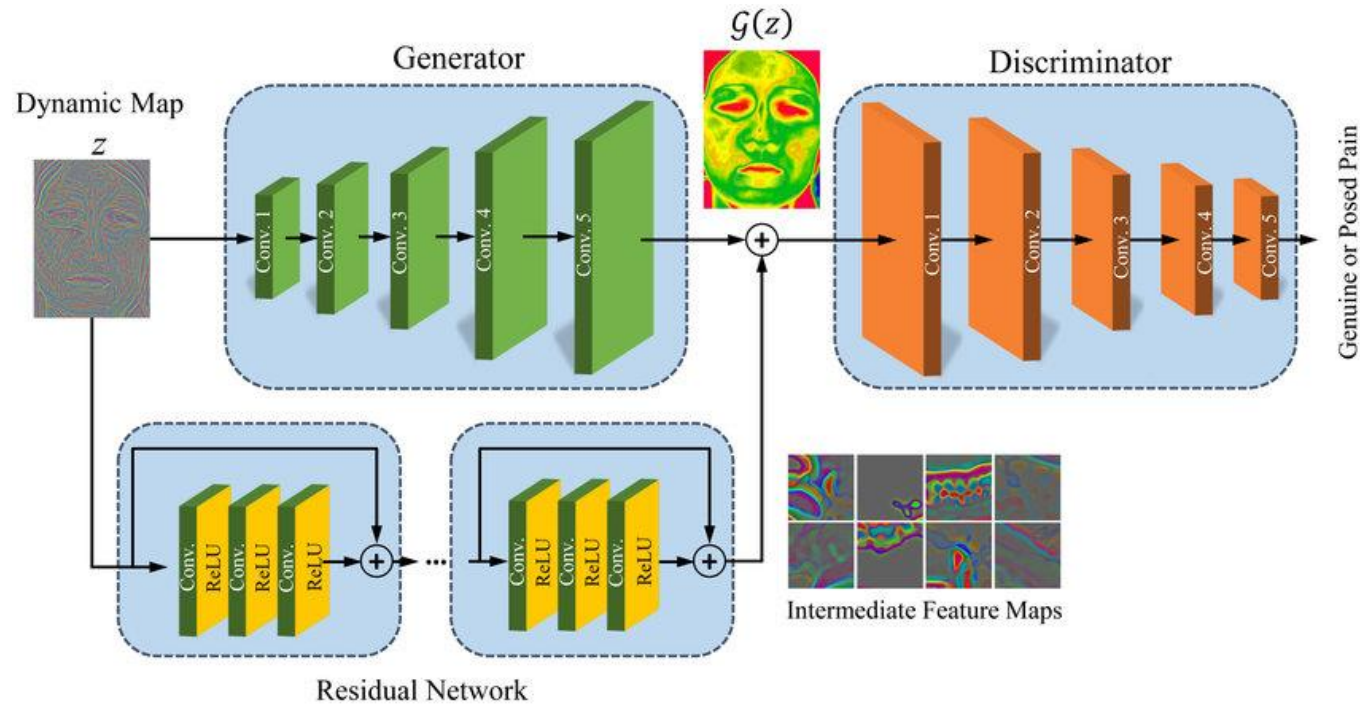 Generator
𝒢(z)
Discriminator
Dynamic Map
z
Conv. 1
Conv. 2
Conv. 3
Conv. 4
Conv. 5
+
Conv. 1
Conv. 2
Conv. 3
Conv. 4
Conv. 5
Genuine or Posed Pain
Conv.
ReLU
Conv.
ReLU
Conv.
ReLU
+
...
Conv.
ReLU
Conv.
ReLU
Conv.
ReLU
+
Intermediate Feature Maps
Residual Network